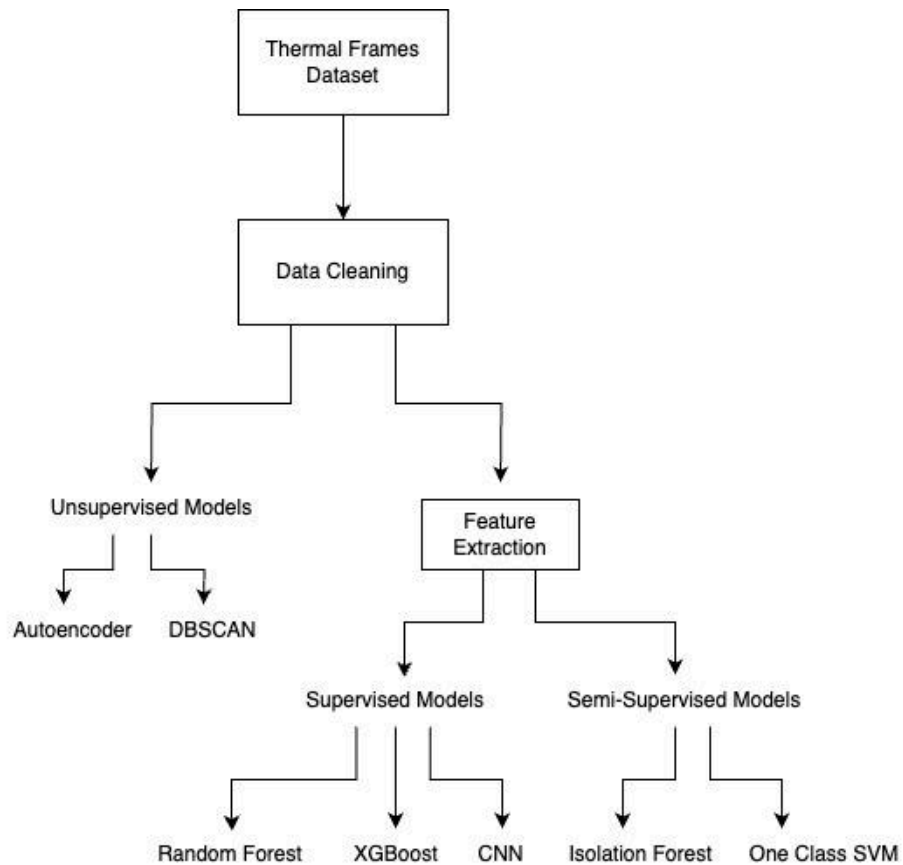 Thermal Frames
Dataset
Data Cleaning
Unsupervised Models
Feature
Extraction
Autoencoder
DBSCAN
Supervised Models
Semi-Supervised Models
Random Forest
XGBoost
CNN
Isolation Forest
One Class SVM